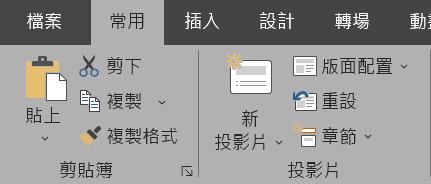 檔案 常用 插入 設計 轉場
貼上
剪下
複製
複製格式
剪貼簿
新
投影片
版面配置
重設
章節
投影片